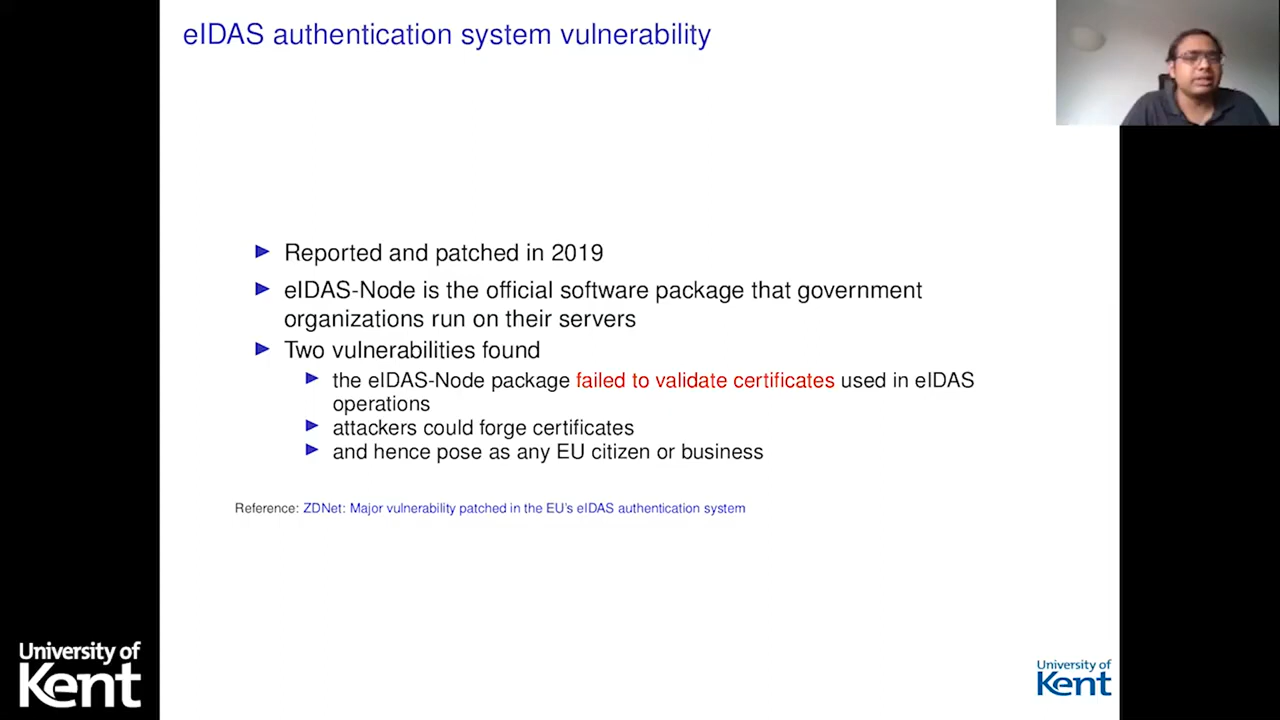 eIDAS authentication system vulnerability
Reported and patched in 2019
eIDAS-Node is the official software package that government
organizations run on their servers
Two vulnerabilities found
the eIDAS-Node package failed to validate certificates used in eIDAS
operations
attackers could forge certificates
and hence pose as any EU citizen or business
Reference: ZDNet: Major vulnerability patched in the EU's eIDAS authentication system
University of
Kent
University of
Kent